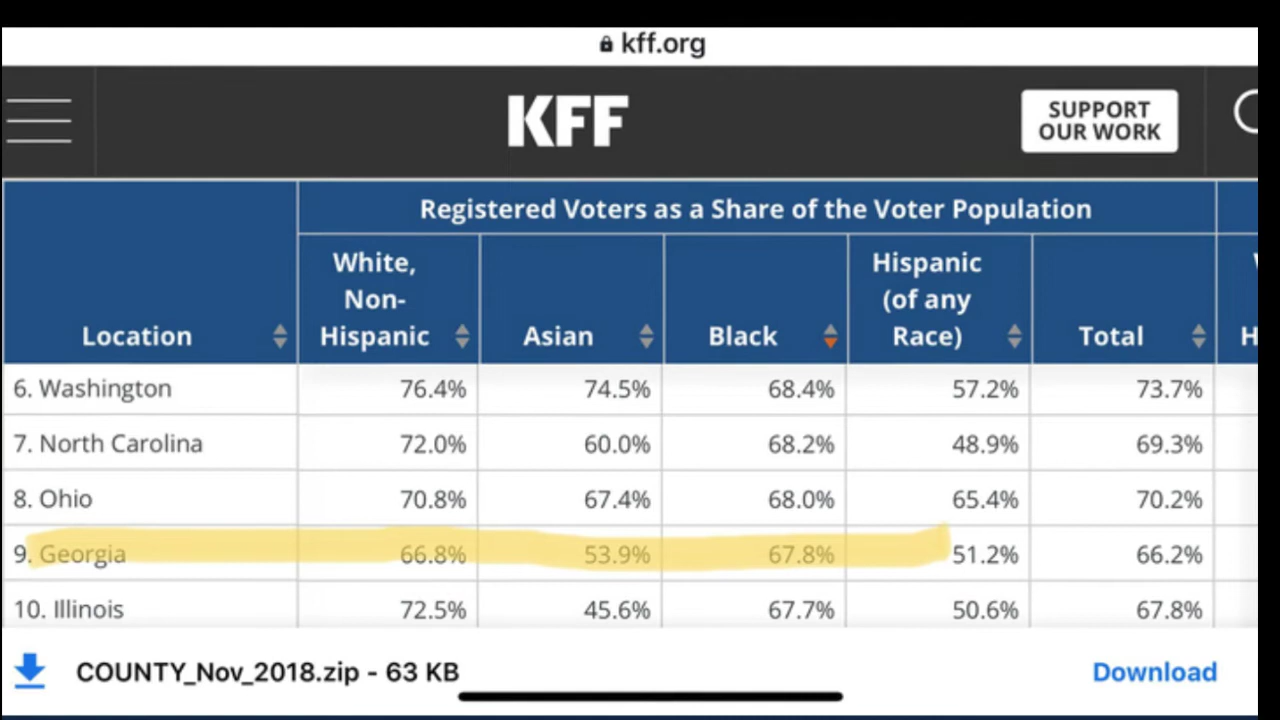 kff.org
KFF
SUPPORT
OUR WORK
Registered Voters as a Share of the Voter Population
Location
White,
Non-
Hispanic
Asian
Black
Hispanic
(of any
Race)
Total
H
6. Washington 76.4% 74.5% 68.4% 57.2% 73.7%
7. North Carolina 72.0% 60.0% 68.2% 48.9% 69.3%
8. Ohio 70.8% 67.4% 68.0% 65.4% 70.2%
9. Georgia 66.8% 53.9% 67.8% 51.2% 66.2%
10. Illinois 72.5% 45.6% 67.7% 50.6% 67.8%
COUNTY_Nov_2018.zip - 63 KB
Download